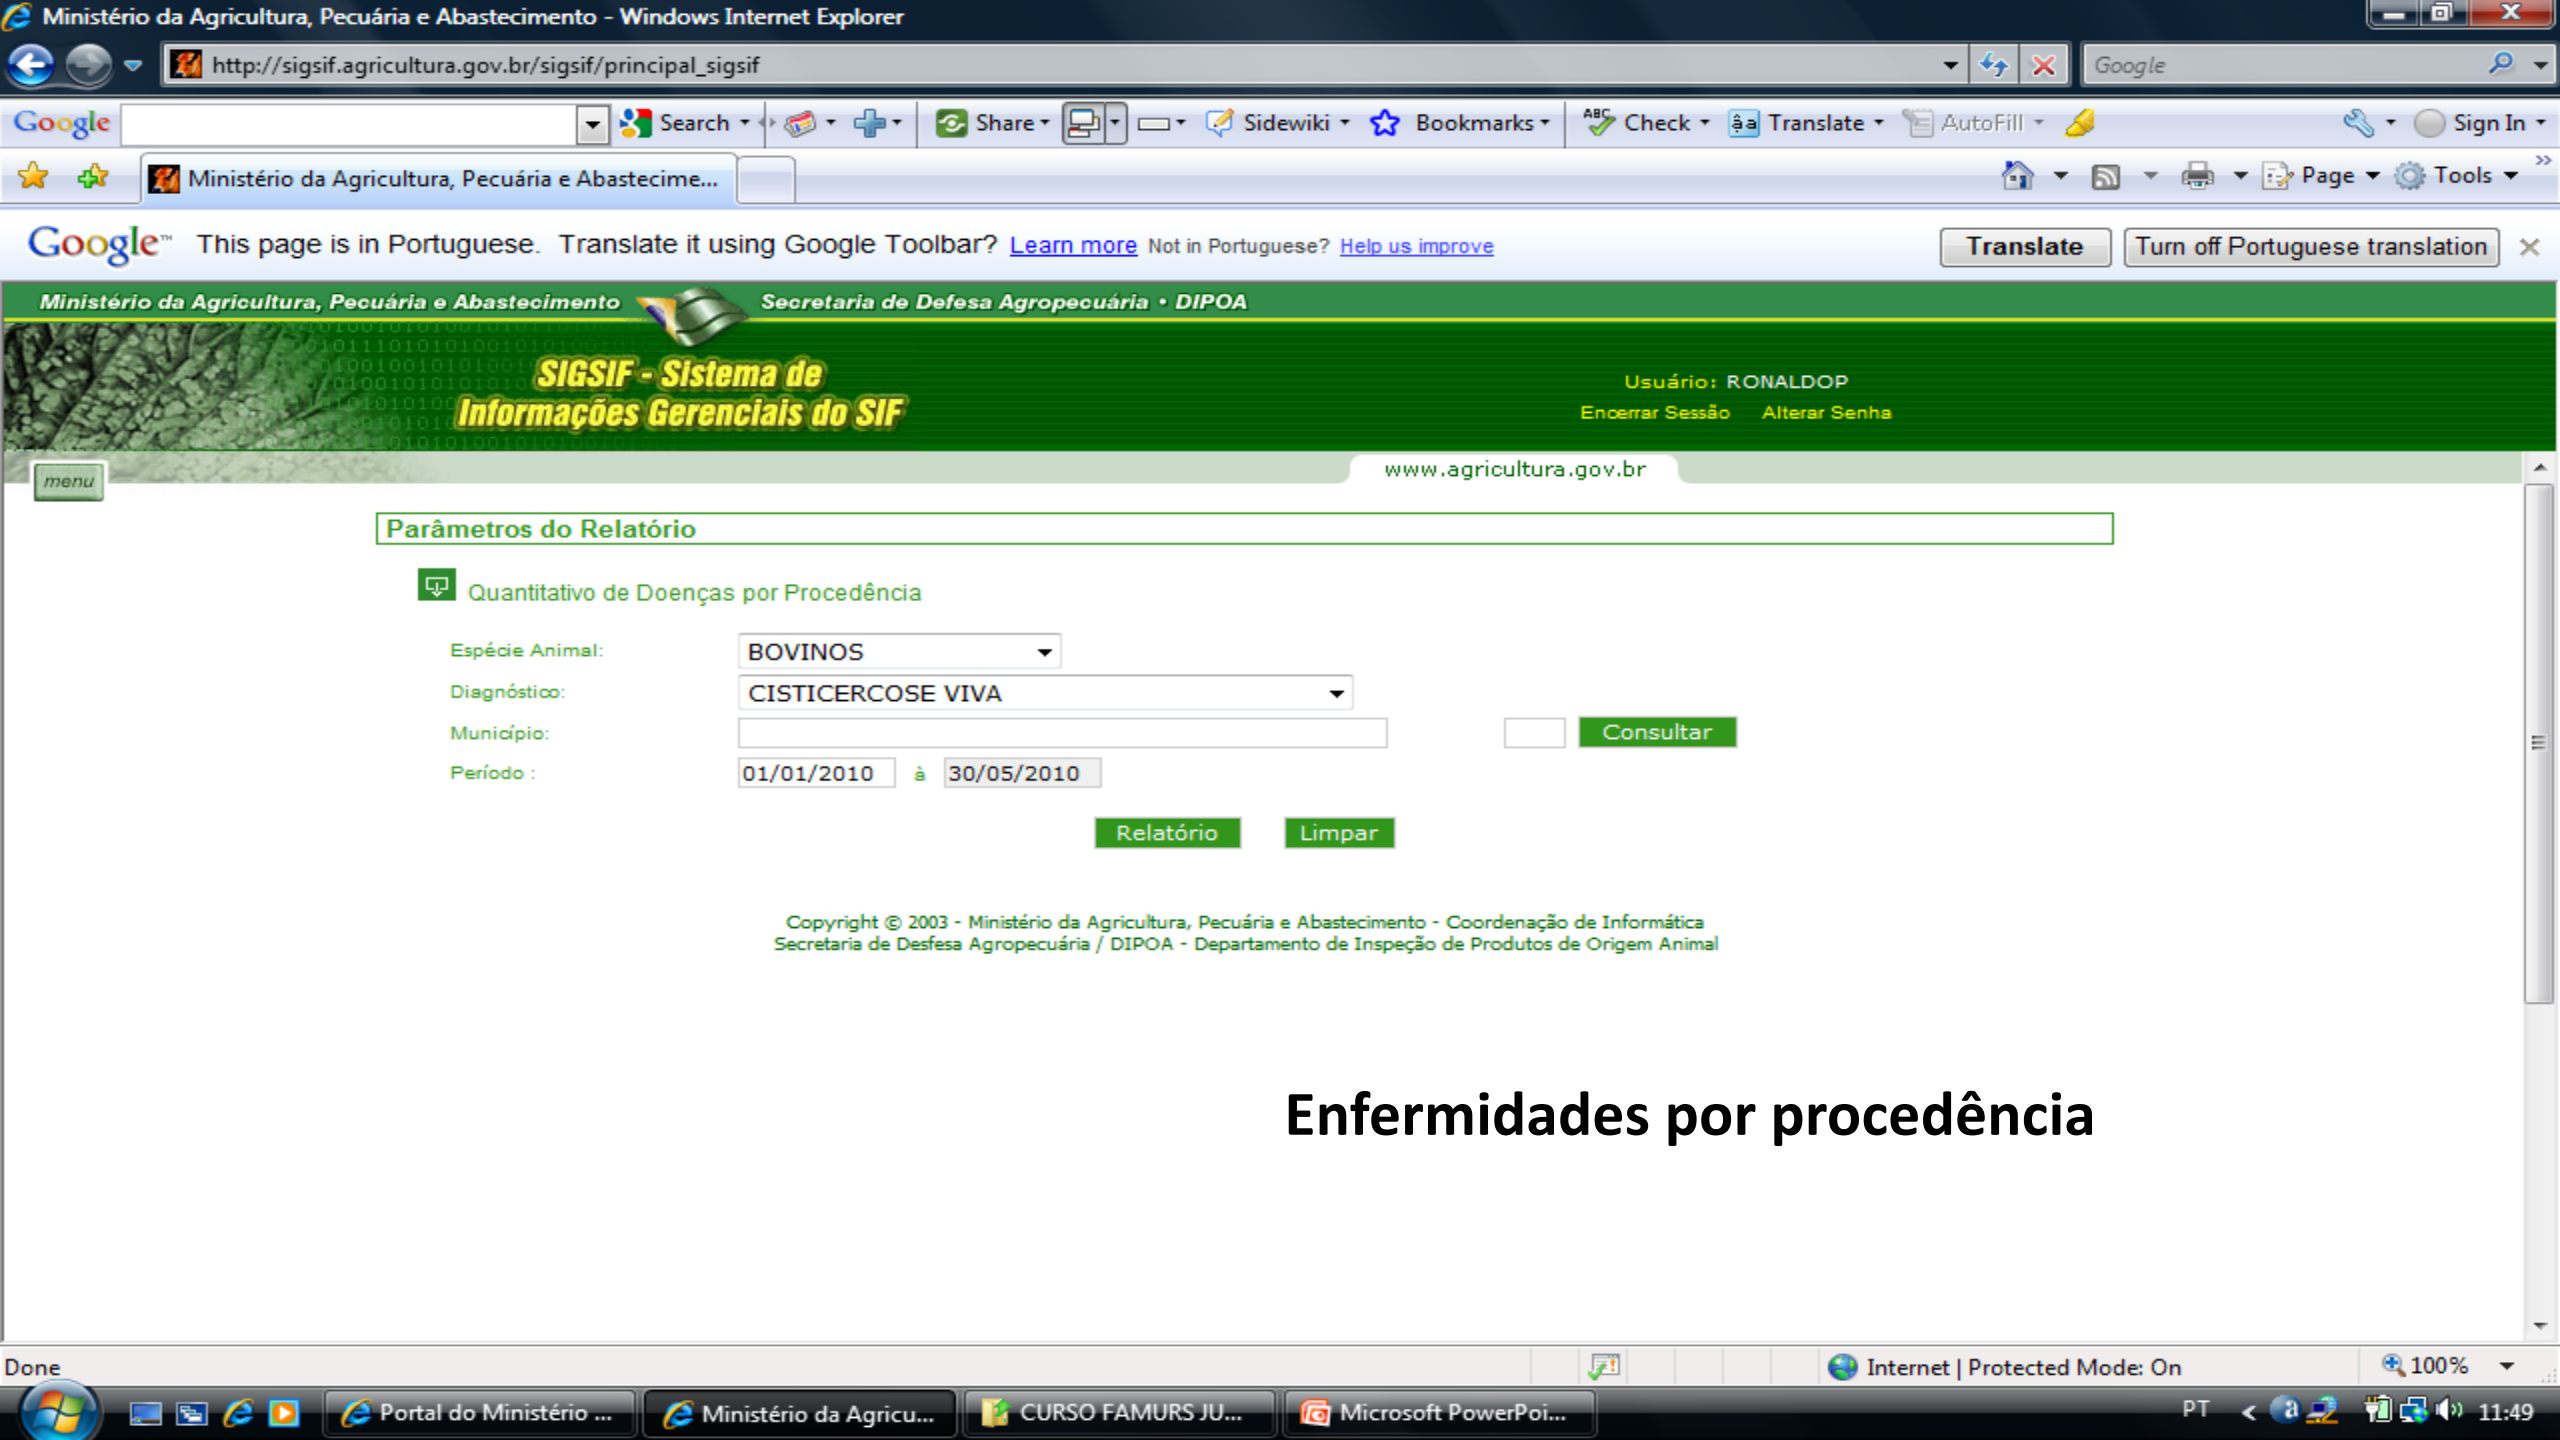 Ministério da Agricultura, Pecuária e Abastecimento - Windows Internet Explorer
http://sigsif.agricultura.gov.br/sigsif/principal_sigsif
Google
Google
Search
Share
Sidewiki
Bookmarks
ABC
Check
âa
Translate
AutoFill
Sign In
Ministério da Agricultura, Pecuária e Abastecime...
Page
Tools
Google™ This page is in Portuguese. Translate it using Google Toolbar? Learn more Not in Portuguese? Help us improve
Translate
Turn off Portuguese translation
Ministério da Agricultura, Pecuária e Abastecimento
Secretaria de Defesa Agropecuária • DIPOA
SIGSIF - Sistema de
Informações Gerenciais do SIF
Usuário: RONALDOP
Encerrar Sessão Alterar Senha
menu
www.agricultura.gov.br
Parâmetros do Relatório
Quantitativo de Doenças por Procedência
Espécie Animal: BOVINOS
Diagnóstico: CISTICERCOSE VIVA
Município: Consultar
Período : 01/01/2010 à 30/05/2010
Relatório Limpar
Copyright © 2003 - Ministério da Agricultura, Pecuária e Abastecimento - Coordenação de Informática
Secretaria de Desfesa Agropecuária / DIPOA - Departamento de Inspeção de Produtos de Origem Animal
Enfermidades por procedência
Done
Internet | Protected Mode: On
100%
Portal do Ministério ...
Ministério da Agricu...
CURSO FAMURS JU...
Microsoft PowerPoi...
PT
11:49